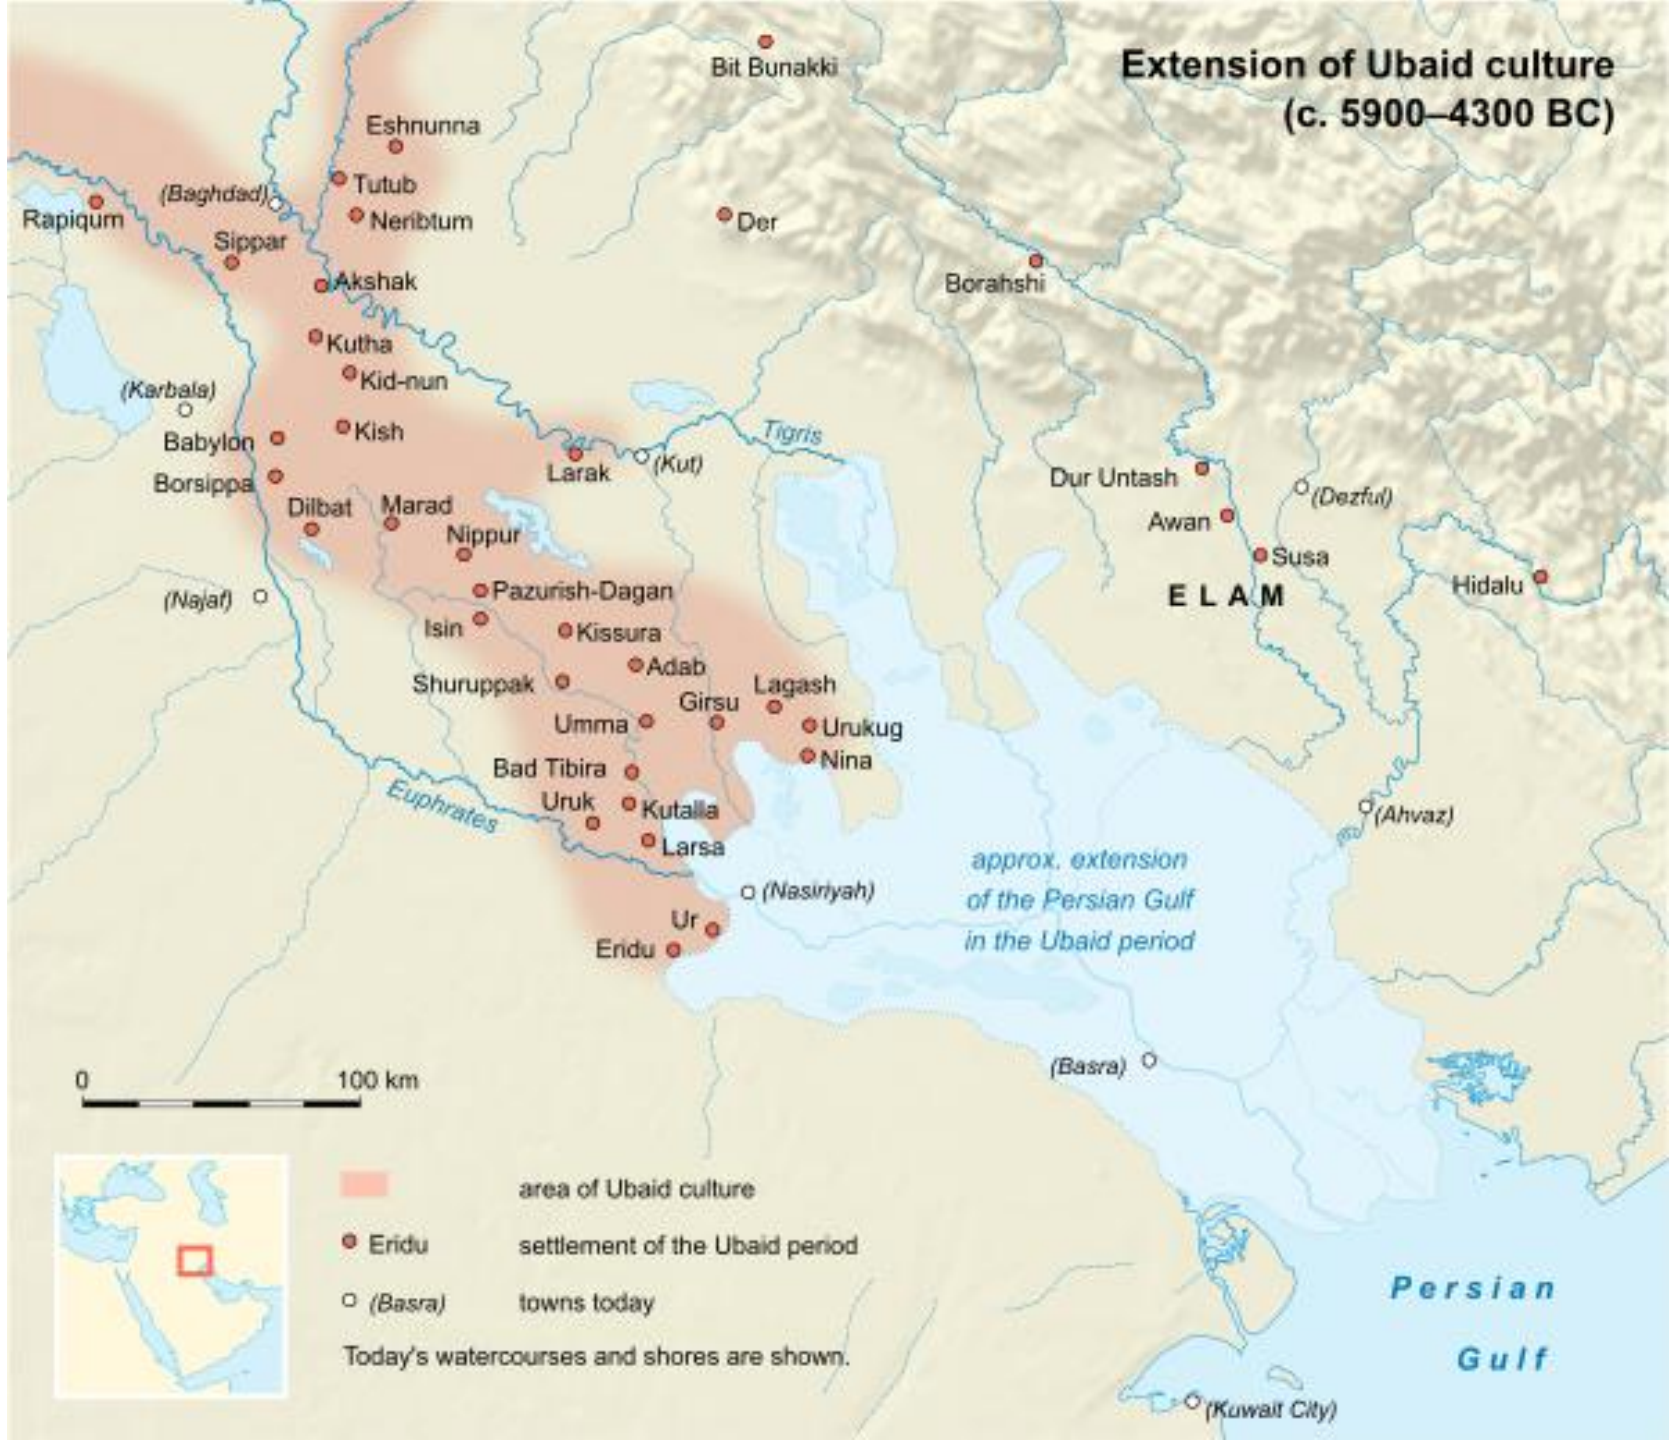 Extension of Ubaid culture
(c. 5900–4300 BC)
Bit Bunakki
Eshnunna
Tutub
(Baghdad)
Neribtum
Rapiqum
Der
Sippar
Akshak
Borahshi
Kutha
Kid-nun
(Karbala)
Kish
Babylon
Tigris
Larak
(Kut)
Borsippa
Dur Untash
(Dezful)
Dilbat
Marad
Awan
Nippur
Susa
Hidalu
Pazurish-Dagan
ELAM
(Najaf)
Isin
Kissura
Adab
Shuruppak
Lagash
Girsu
Umma
Urukug
Nina
Bad Tibira
Uruk
Kutalla
Euphrates
(Ahvaz)
Larsa
approx. extension
of the Persian Gulf
in the Ubaid period
(Nasiriyah)
Ur
Eridu
(Basra)
0
100 km
area of Ubaid culture
Eridu
settlement of the Ubaid period
(Basra)
towns today
Today's watercourses and shores are shown.
Persian
Gulf
(Kuwait City)